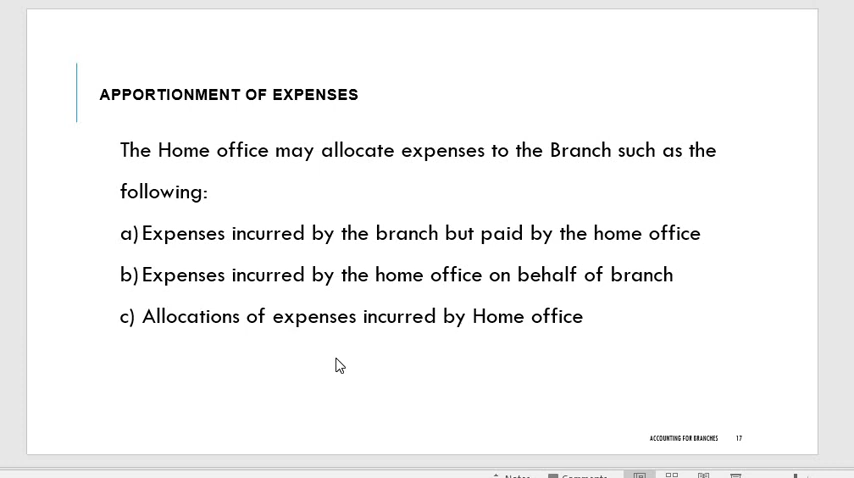 APPORTIONMENT OF EXPENSES
The Home office may allocate expenses to the Branch such as the
following:
a) Expenses incurred by the branch but paid by the home office
b) Expenses incurred by the home office on behalf of branch
c) Allocations of expenses incurred by Home office
ACCOUNTING FOR BRANCHES 17
Notes Comments